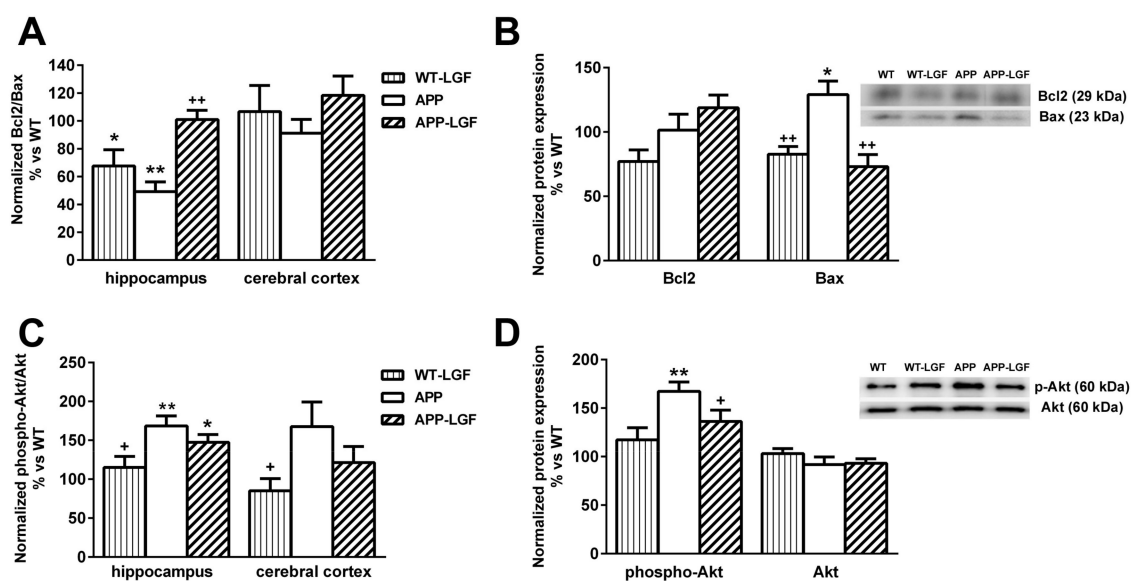 A
Normalized Bcl2/Bax
% vs WT
140
120
100
80
60
40
20
0
*
**
++
hippocampus
cerebral cortex
WT-LGF
APP
APP-LGF
B
Normalized protein expression
% vs WT
150
100
50
0
++
*
++
Bcl2
Bax
WT WT-LGF APP APP-LGF
Bcl2 (29 kDa)
Bax (23 kDa)
C
Normalized phospho-Akt/Akt
% vs WT
250
200
150
100
50
0
+
**
*
+
hippocampus
cerebral cortex
WT-LGF
APP
APP-LGF
D
Normalized protein expression
% vs WT
200
150
100
50
0
**
+
phospho-Akt
Akt
WT WT-LGF APP APP-LGF
p-Akt (60 kDa)
Akt (60 kDa)